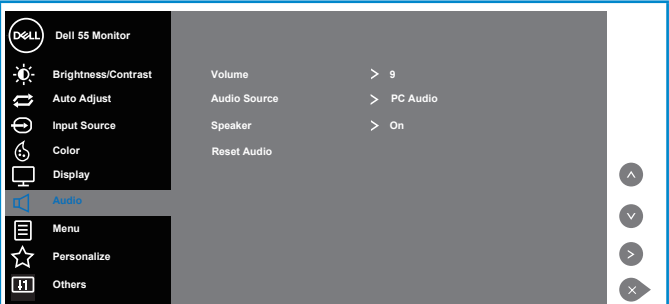 DELL Dell 55 Monitor
Brightness/Contrast Volume > 9
Auto Adjust Audio Source > PC Audio
Input Source Speaker > On
Color Reset Audio
Display
Audio
Menu
Personalize
Others